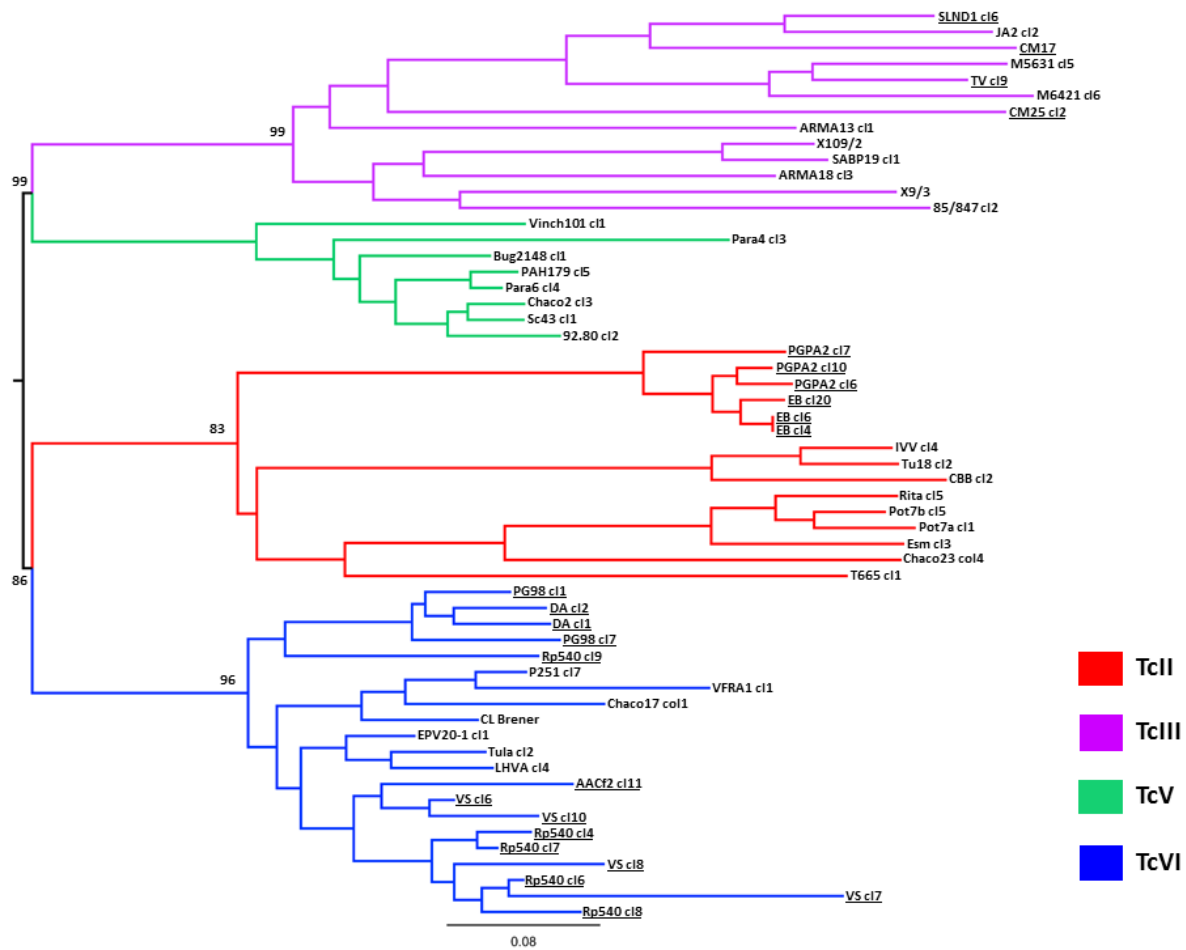 SLND1 cl6
JA2 cl2
CM17
M5631 cl5
TV cl9
M6421 cl6
CM25 cl2
99
ARMA13 cl1
X109/2
SABP19 cl1
ARMA18 cl3
99
X9/3
85/847 cl2
Vinch101 cl1
Para4 cl3
Bug2148 cl1
PAH179 cl5
Para6 cl4
Chaco2 cl3
Sc43 cl1
92.80 cl2
PGPA2 cl7
PGPA2 cl10
PGPA2 cl6
EB cl20
EB cl6
EB cl4
83
IVV cl4
Tu18 cl2
CBB cl2
Rita cl5
Pot7b cl5
Pot7a cl1
Esm cl3
Chaco23 col4
T665 cl1
86
PG98 cl1
DA cl2
DA cl1
PG98 cl7
Rp540 cl9
P251 cl7
96
VFRA1 cl1
Chaco17 col1
CL Brener
EPV20-1 cl1
Tula cl2
LHVA cl4
AACf2 cl11
VS cl6
VS cl10
Rp540 cl4
Rp540 cl7
VS cl8
Rp540 cl6
VS cl7
Rp540 cl8
0.08
TcII
TcIII
TcV
TcVI